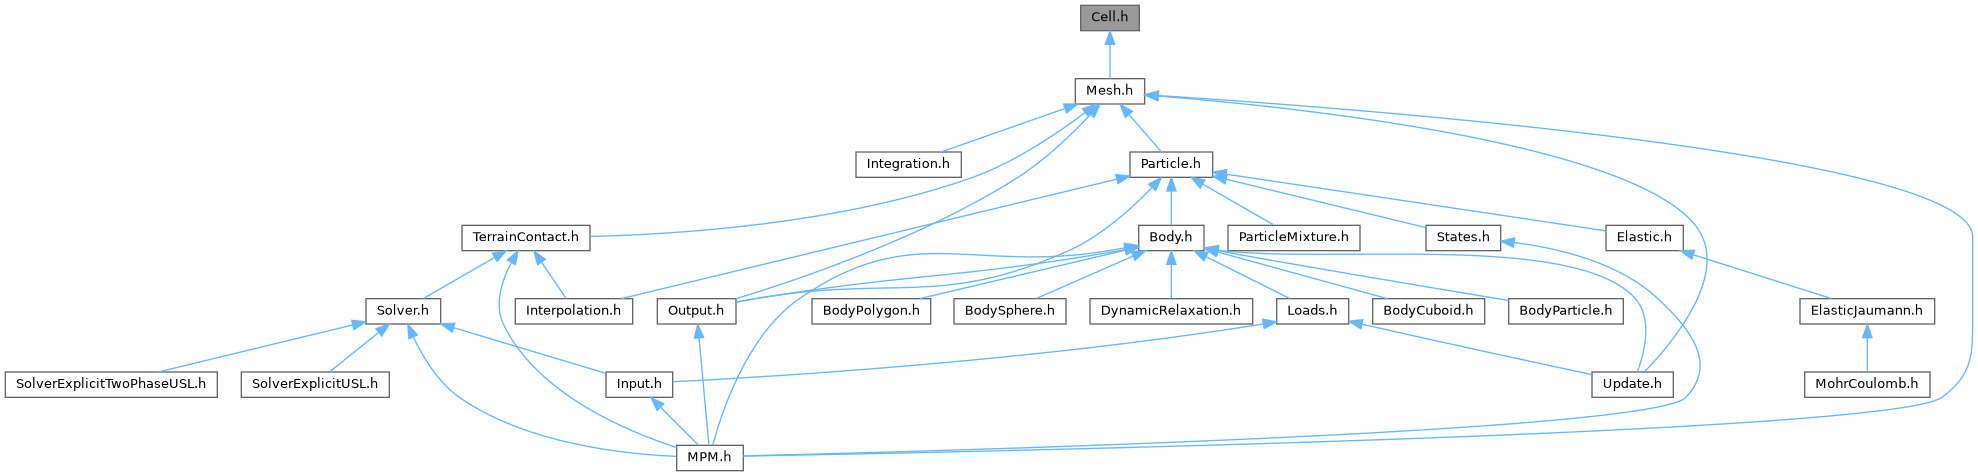 Cell.h
Mesh.h
Integration.h
Particle.h
TerrainContact.h
Body.h
ParticleMixture.h
States.h
Elastic.h
Solver.h
Interpolation.h
Output.h
BodyPolygon.h
BodySphere.h
DynamicRelaxation.h
Loads.h
BodyCuboid.h
BodyParticle.h
ElasticJaumann.h
SolverExplicitTwoPhaseUSL.h
SolverExplicitUSL.h
Input.h
Update.h
MohrCoulomb.h
MPM.h